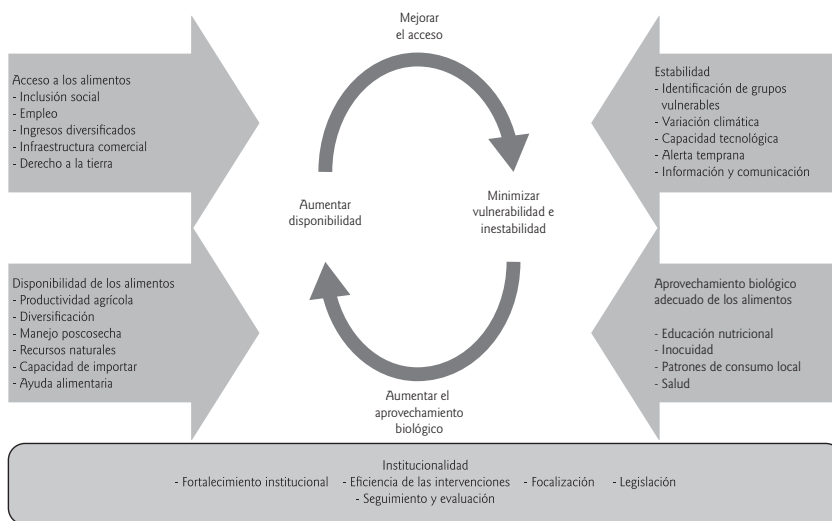 Mejorar
el acceso
Acceso a los alimentos
- Inclusión social
- Empleo
- Ingresos diversificados
- Infraestructura comercial
- Derecho a la tierra
Estabilidad
- Identificación de grupos
vulnerables
- Variación climática
- Capacidad tecnológica
- Alerta temprana
- Información y comunicación
Aumentar
disponibilidad
Minimizar
vulnerabilidad e
inestabilidad
Disponibilidad de los alimentos
- Productividad agrícola
- Diversificación
- Manejo poscosecha
- Recursos naturales
- Capacidad de importar
- Ayuda alimentaria
Aprovechamiento biológico
adecuado de los alimentos
- Educación nutricional
- Inocuidad
- Patrones de consumo local
- Salud
Aumentar el
aprovechamiento
biológico
Institucionalidad
- Fortalecimiento institucional - Eficiencia de las intervenciones - Focalización - Legislación
- Seguimiento y evaluación